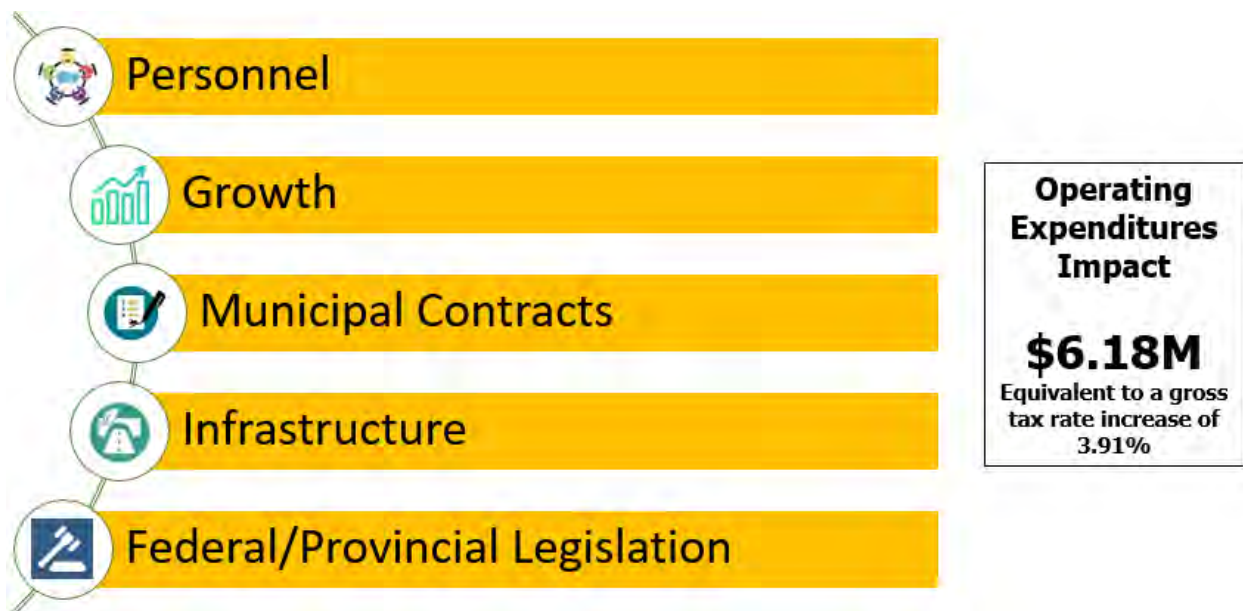 Personnel
Growth
Municipal Contracts
Infrastructure
Federal/Provincial Legislation
Operating
Expenditures
Impact
$6.18M
Equivalent to a gross
tax rate increase of
3.91%